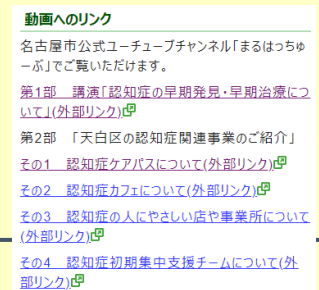 動画へのリンク
名古屋市公式ユーチューブチャンネル「まるはっちゅ
ーぶ」でご覧いただけます。
第1部　講演「認知症の早期発見・早期治療につ
いて」(外部リンク)
第2部　「天白区の認知症関連事業のご紹介」
その1　認知症ケアパスについて(外部リンク)
その2　認知症カフェについて(外部リンク)
その3　認知症の人にやさしい店や事業所について
(外部リンク)
その4　認知症初期集中支援チームについて(外
部リンク)